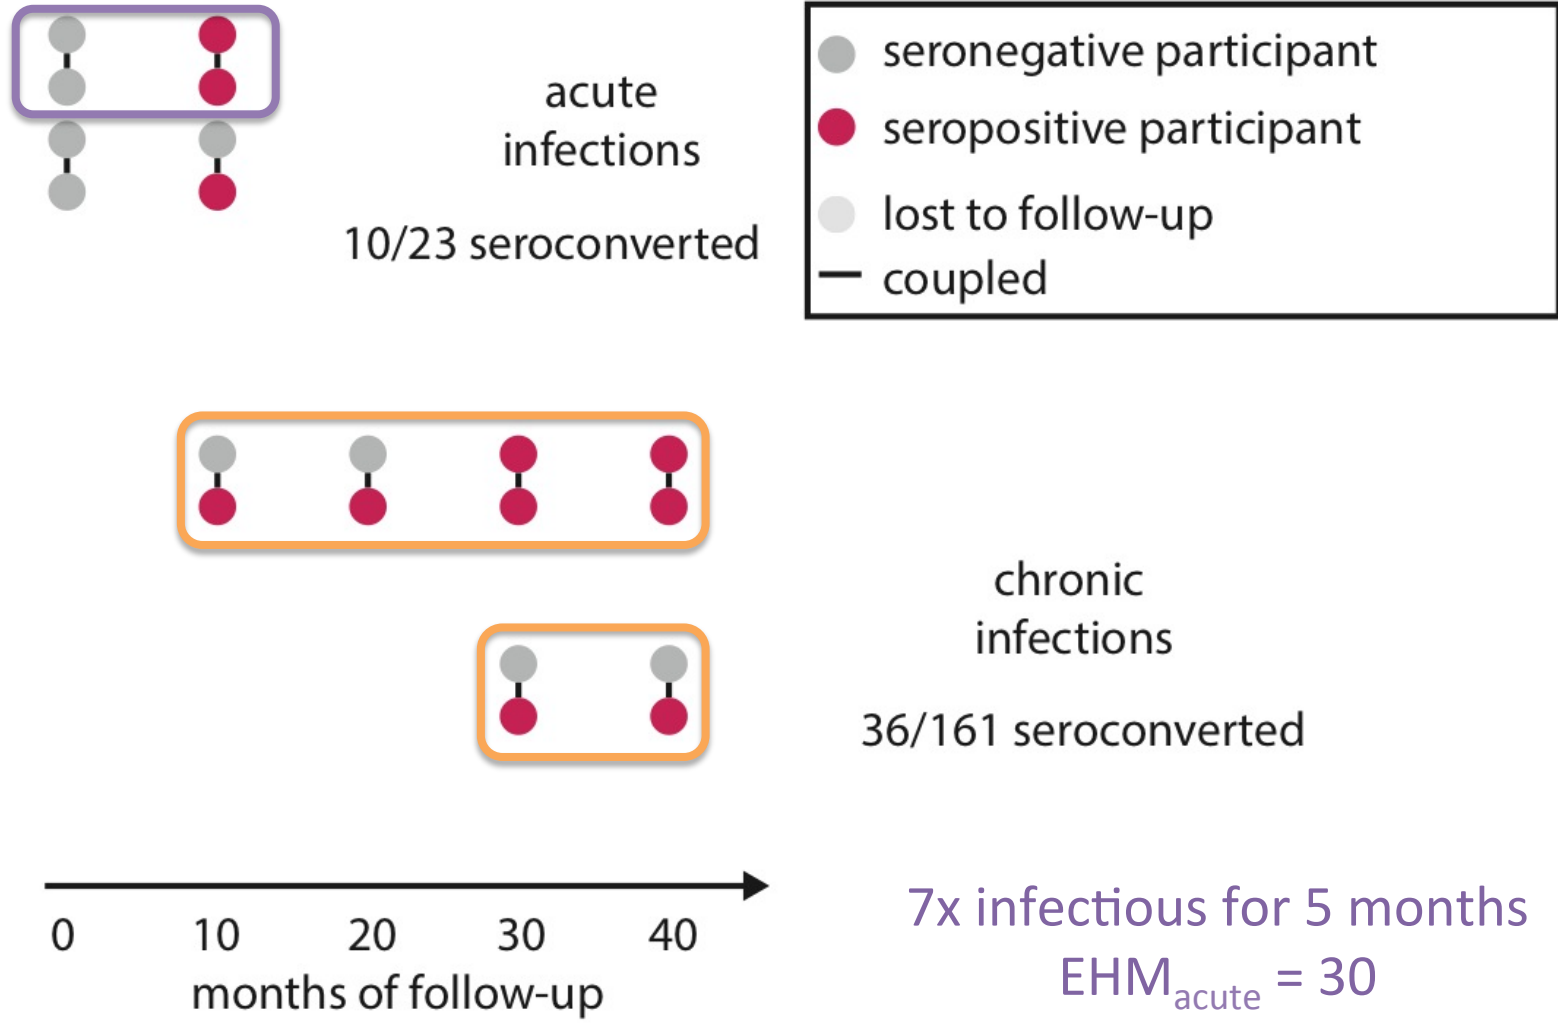 acute
infections
10/23 seroconverted
seronegative participant
seropositive participant
lost to follow-up
coupled
chronic
infections
36/161 seroconverted
0 10 20 30 40
months of follow-up
7x infectious for 5 months
EHMacute = 30